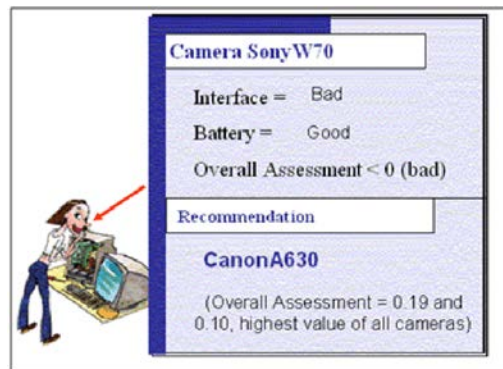 Camera SonyW70
Interface = Bad
Battery = Good
Overall Assessment < 0 (bad)
Recommendation
CanonA630
(Overall Assessment = 0.19 and
0.10, highest value of all cameras)